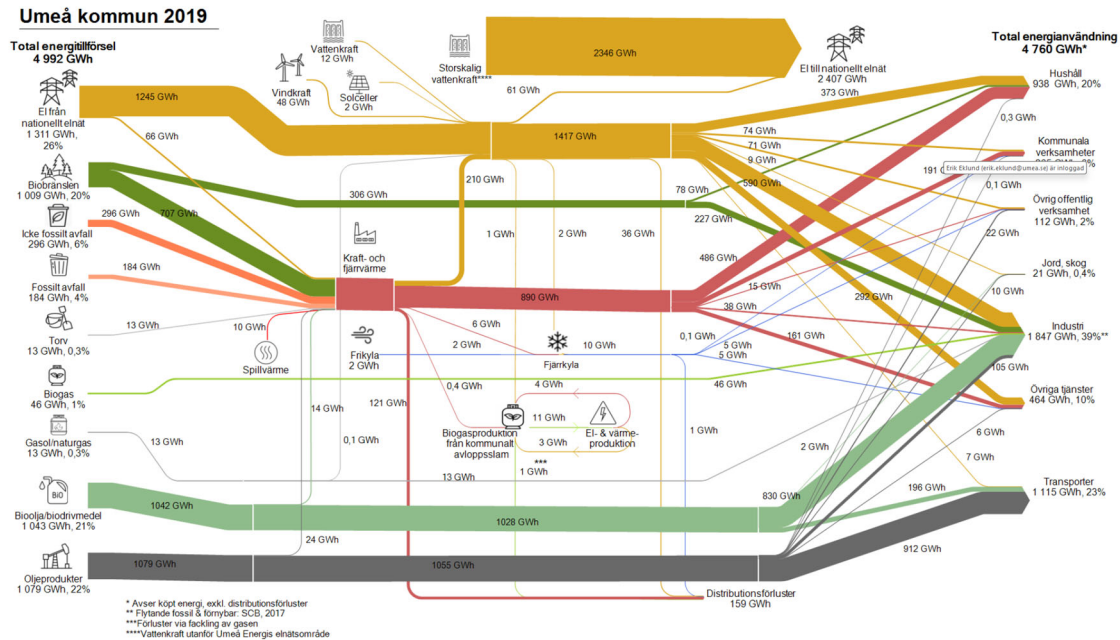 Umeå kommun 2019
Total energitillförsel
4 992 GWh
El från
nationellt elnät
1 311 GWh,
26%
Biobränslen
1 009 GWh, 20%
Icke fossilt avfall
296 GWh, 6%
Fossilt avfall
184 GWh, 4%
Torv
13 GWh, 0,3%
Biogas
46 GWh, 1%
Gasol/naturgas
13 GWh, 0,3%
BiO
Bioolja/biodrivmedel
1 043 GWh, 21%
Oljeprodukter
1 079 GWh, 22%
Vattenkraft
12 GWh
Vindkraft
48 GWh
Solceller
2 GWh
Storskalig
vattenkraft****
2346 GWh
61 GWh
El till nationellt elnät
2 407 GWh
1245 GWh
66 GWh
1417 GWh
306 GWh
707 GWh
296 GWh
184 GWh
13 GWh
10 GWh
Spillvärme
Kraft- och
fjärrvärme
210 GWh
1 GWh
2 GWh
36 GWh
890 GWh
6 GWh
2 GWh
10 GWh
Frikyla
2 GWh
Fjärrkyla
0,4 GWh
4 GWh
121 GWh
14 GWh
0,1 GWh
11 GWh
3 GWh
Biogasproduktion
från kommunalt
avloppsslam
El- & värme-
produktion
***
1 GWh
13 GWh
13 GWh
1042 GWh
1028 GWh
24 GWh
1079 GWh
1055 GWh
373 GWh
74 GWh
71 GWh
9 GWh
590 GWh
78 GWh
227 GWh
486 GWh
15 GWh
38 GWh
292 GWh
161 GWh
0,1 GWh
5 GWh
5 GWh
46 GWh
1 GWh
2 GWh
830 GWh
196 GWh
912 GWh
0,3 GWh
191 G
0,1 GWh
22 GWh
10 GWh
105 GWh
6 GWh
7 GWh
Total energianvändning
4 760 GWh*
Hushåll
938 GWh, 20%
Kommunala
verksamheter
Erik Eklund (erik.eklund@umea.se) är inloggad
Övrig offentlig
verksamhet
112 GWh, 2%
Jord, skog
21 GWh, 0,4%
Industri
1 847 GWh, 39%**
Övriga tjänster
464 GWh, 10%
Transporter
1 115 GWh, 23%
Distributionsförluster
159 GWh
* Avser köpt energi, exkl. distributionsförluster
** Flytande fossil & förnybar: SCB, 2017
***Förluster via fackling av gasen
****Vattenkraft utanför Umeå Energis elnätsområde